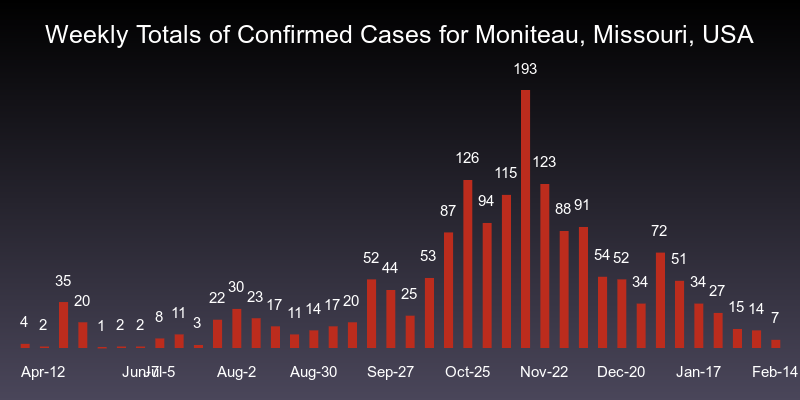 Weekly Totals of Confirmed Cases for Moniteau, Missouri, USA
4 2 35 20 1 2 2 8 11 3 22 30 23 17 11 14 17 20 52 44 25 53 87 126 94 115 193 123 88 91 54 52 34 72 51 34 27 15 14 7
Apr-12 Jun-7 Jul-5 Aug-2 Aug-30 Sep-27 Oct-25 Nov-22 Dec-20 Jan-17 Feb-14